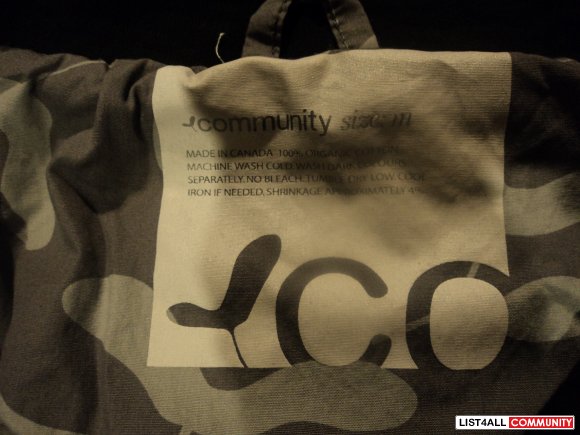 community size: m
MADE IN CANADA 100% ORGANIC COTTON
MACHINE WASH COLD. WASH DARK COLOURS
SEPARATELY. NO BLEACH. TUMBLE DRY LOW. COOL
IRON IF NEEDED. SHRINKAGE APPROXIMATELY 4%
CO
LIST4ALL COMMUNITY